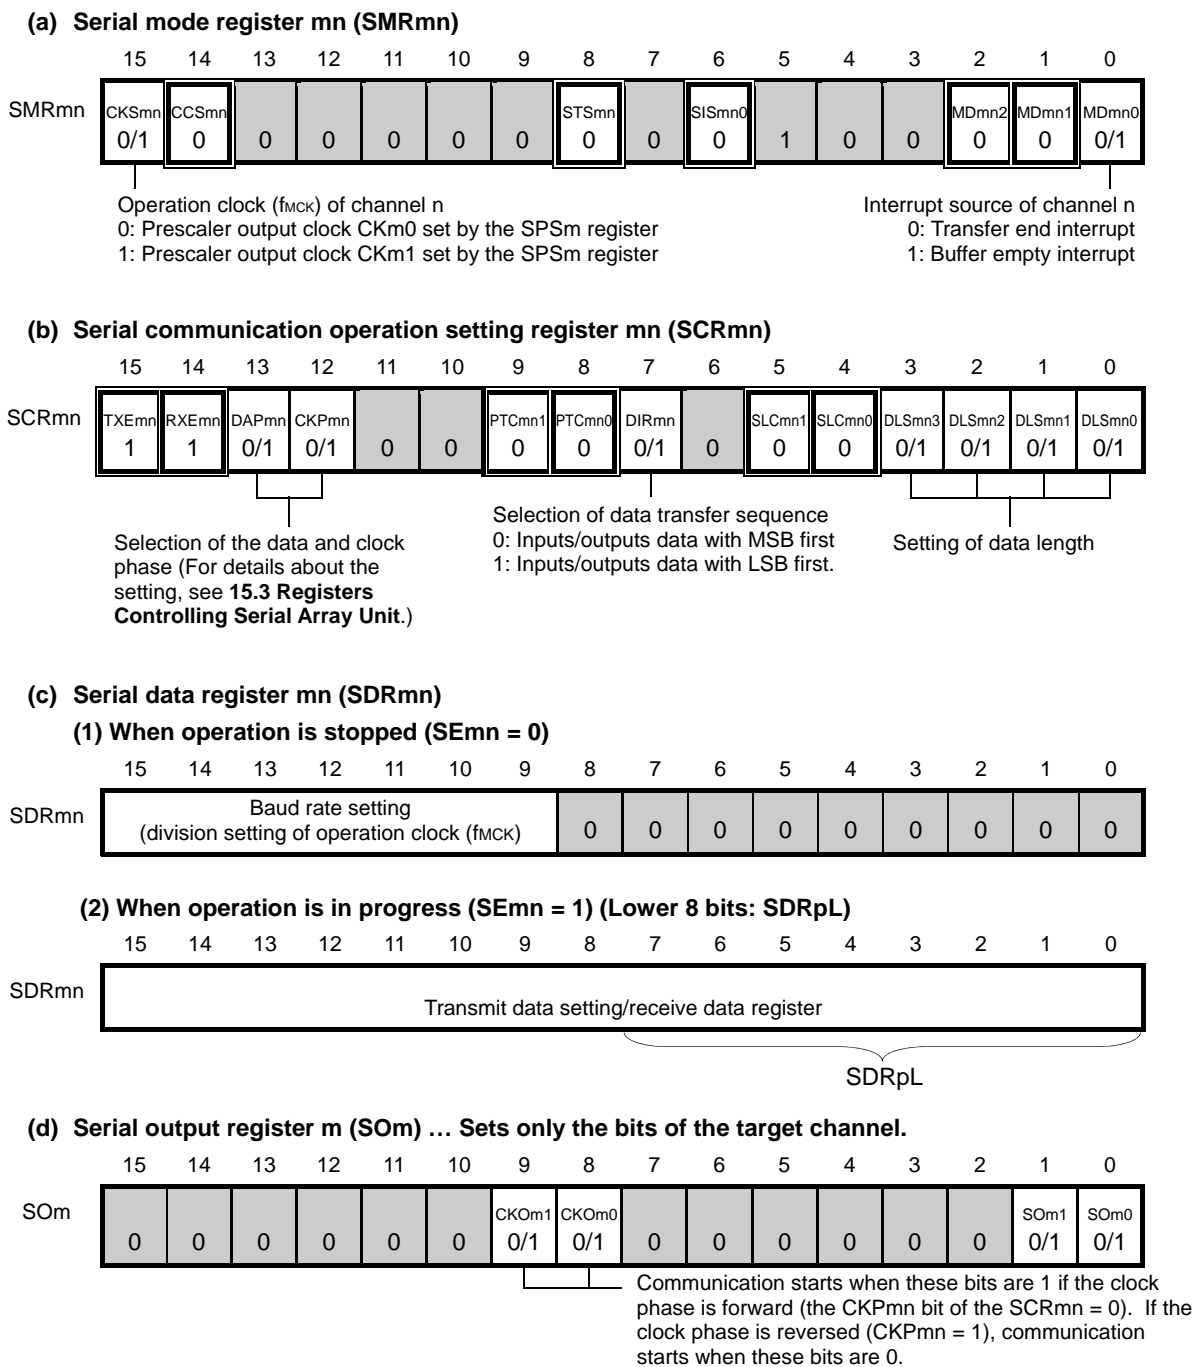 (a) Serial mode register mn (SMRmn)
15 14 13 12 11 10 9 8 7 6 5 4 3 2 1 0
SMRmn
CKSmn CCSmn STSmn SISmn0 MDmn2 MDmn1 MDmn0
0/1 0 0 0 0 0 0 0 0 0 1 0 0 0 0 0/1
Operation clock (fMCK) of channel n
0: Prescaler output clock CKm0 set by the SPSm register
1: Prescaler output clock CKm1 set by the SPSm register
Interrupt source of channel n
0: Transfer end interrupt
1: Buffer empty interrupt
(b) Serial communication operation setting register mn (SCRmn)
15 14 13 12 11 10 9 8 7 6 5 4 3 2 1 0
SCRmn
TXEmn RXEmn DAPmn CKPmn PTCmn1 PTCmn0 DIRmn SLCmn1 SLCmn0 DLSmn3 DLSmn2 DLSmn1 DLSmn0
1 1 0/1 0/1 0 0 0 0 0/1 0 0 0 0/1 0/1 0/1 0/1
Selection of the data and clock
phase (For details about the
setting, see 15.3 Registers
Controlling Serial Array Unit.)
Selection of data transfer sequence
0: Inputs/outputs data with MSB first
1: Inputs/outputs data with LSB first.
Setting of data length
(c) Serial data register mn (SDRmn)
(1) When operation is stopped (SEmn = 0)
15 14 13 12 11 10 9 8 7 6 5 4 3 2 1 0
SDRmn
Baud rate setting
(division setting of operation clock (fMCK)
0 0 0 0 0 0 0 0 0
(2) When operation is in progress (SEmn = 1) (Lower 8 bits: SDRpL)
15 14 13 12 11 10 9 8 7 6 5 4 3 2 1 0
SDRmn
Transmit data setting/receive data register
SDRpL
(d) Serial output register m (SOm) … Sets only the bits of the target channel.
15 14 13 12 11 10 9 8 7 6 5 4 3 2 1 0
SOm
CKOm1 CKOm0 SOm1 SOm0
0 0 0 0 0 0 0/1 0/1 0 0 0 0 0 0 0/1 0/1
Communication starts when these bits are 1 if the clock
phase is forward (the CKPmn bit of the SCRmn = 0). If the
clock phase is reversed (CKPmn = 1), communication
starts when these bits are 0.